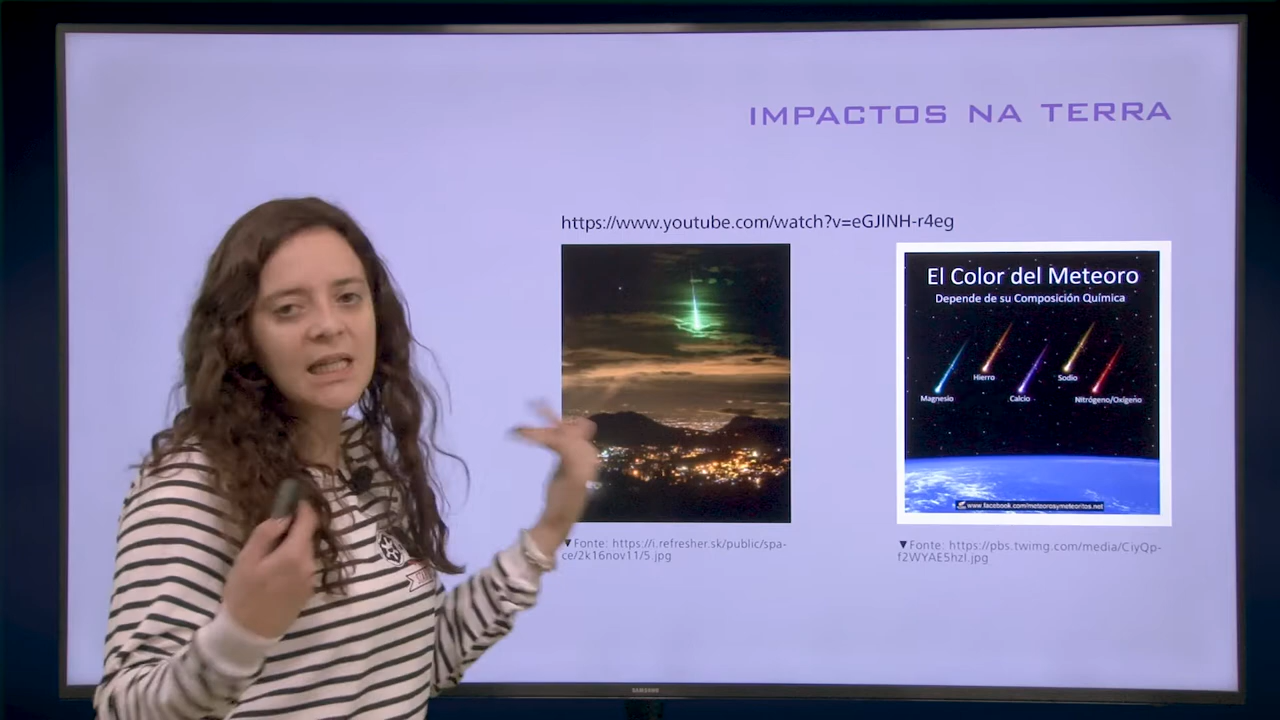 IMPACTOS NA TERRA
https://www.youtube.com/watch?v=eGJlNH-r4eg
El Color del Meteoro
Depende de su Composición Química
Hierro
Sodio
Magnesio
Calcio
Nitrógeno/Oxígeno
www.facebook.com/meteorosymeteoritos.net
▼Fonte: https://i.refresher.sk/public/spa-
ce/2k16nov11/5.jpg
▼Fonte: https://pbs.twimg.com/media/CiyQp-
f2WYAE5hzl.jpg
SAMSUNG